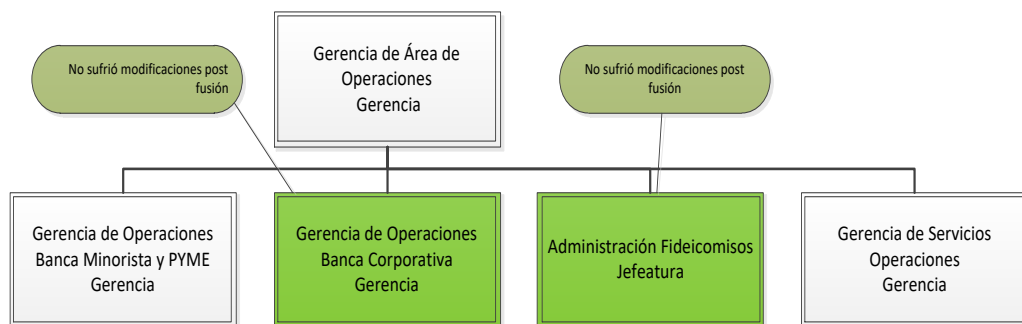 No sufrió modificaciones post
fusión
Gerencia de Área de
Operaciones
Gerencia
No sufrió modificaciones post
fusión
Gerencia de Operaciones
Banca Minorista y PYME
Gerencia
Gerencia de Operaciones
Banca Corporativa
Gerencia
Administración Fideicomisos
Jefeatura
Gerencia de Servicios
Operaciones
Gerencia